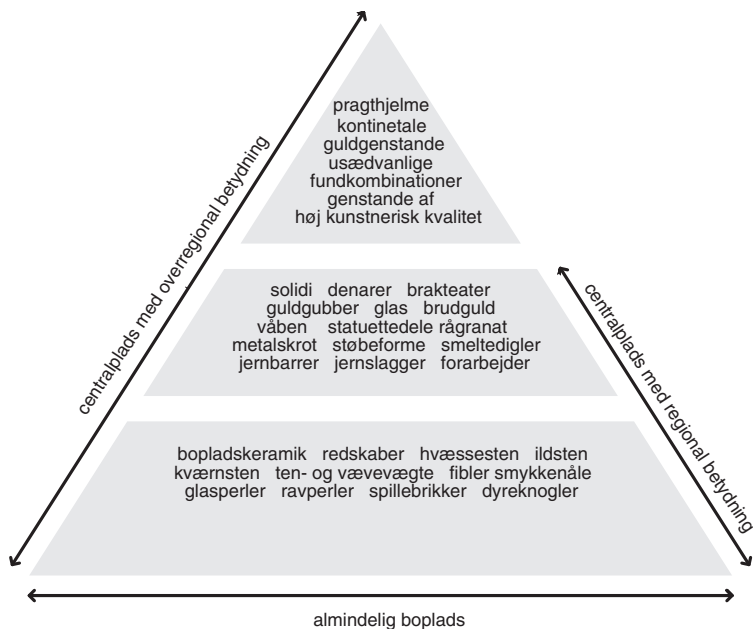 pragthjelme
kontinetale
guldgenstande
usædvanlige
fundkombinationer
genstande af
høj kunstnerisk kvalitet
centralplads med overregional betydning
solidi denarer brakteater
guldgubber glas brudguld
våben statuettedele rågranat
metalskrot støbeforme smeltedigler
jernbarrer jernslagger forarbejder
centralplads med regional betydning
bopladskeramik redskaber hvæssesten ildsten
kværnsten ten- og vævevægte fibler smykkenåle
glasperler ravperler spillebrikker dyreknogler
almindelig boplads